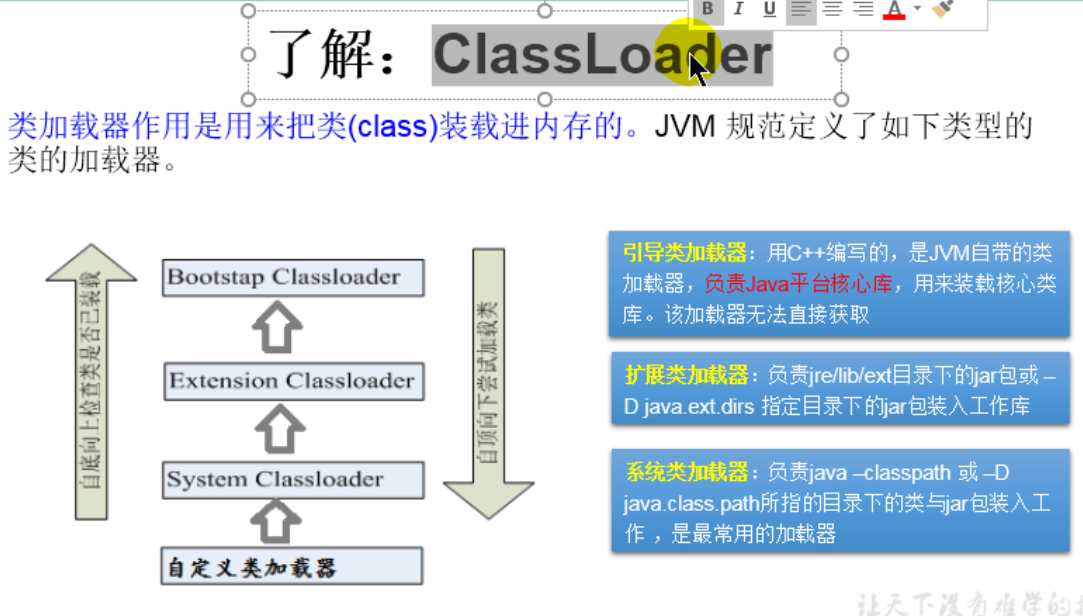 B I U A
了解：ClassLoader
类加载器作用是用来把类(class)装载进内存的。JVM 规范定义了如下类型的
类的加载器。
自底向上检查类是否已装载
Bootstap Classloader
Extension Classloader
System Classloader
自定义类加载器
自顶向下尝试加载类
引导类加载器：用C++编写的，是JVM自带的类
加载器，负责Java平台核心库，用来装载核心类
库。该加载器无法直接获取
扩展类加载器：负责jre/lib/ext目录下的jar包或 –
D java.ext.dirs 指定目录下的jar包装入工作库
系统类加载器：负责java –classpath 或 –D
java.class.path所指的目录下的类与jar包装入工
作 ，是最常用的加载器
让天下没有难学的